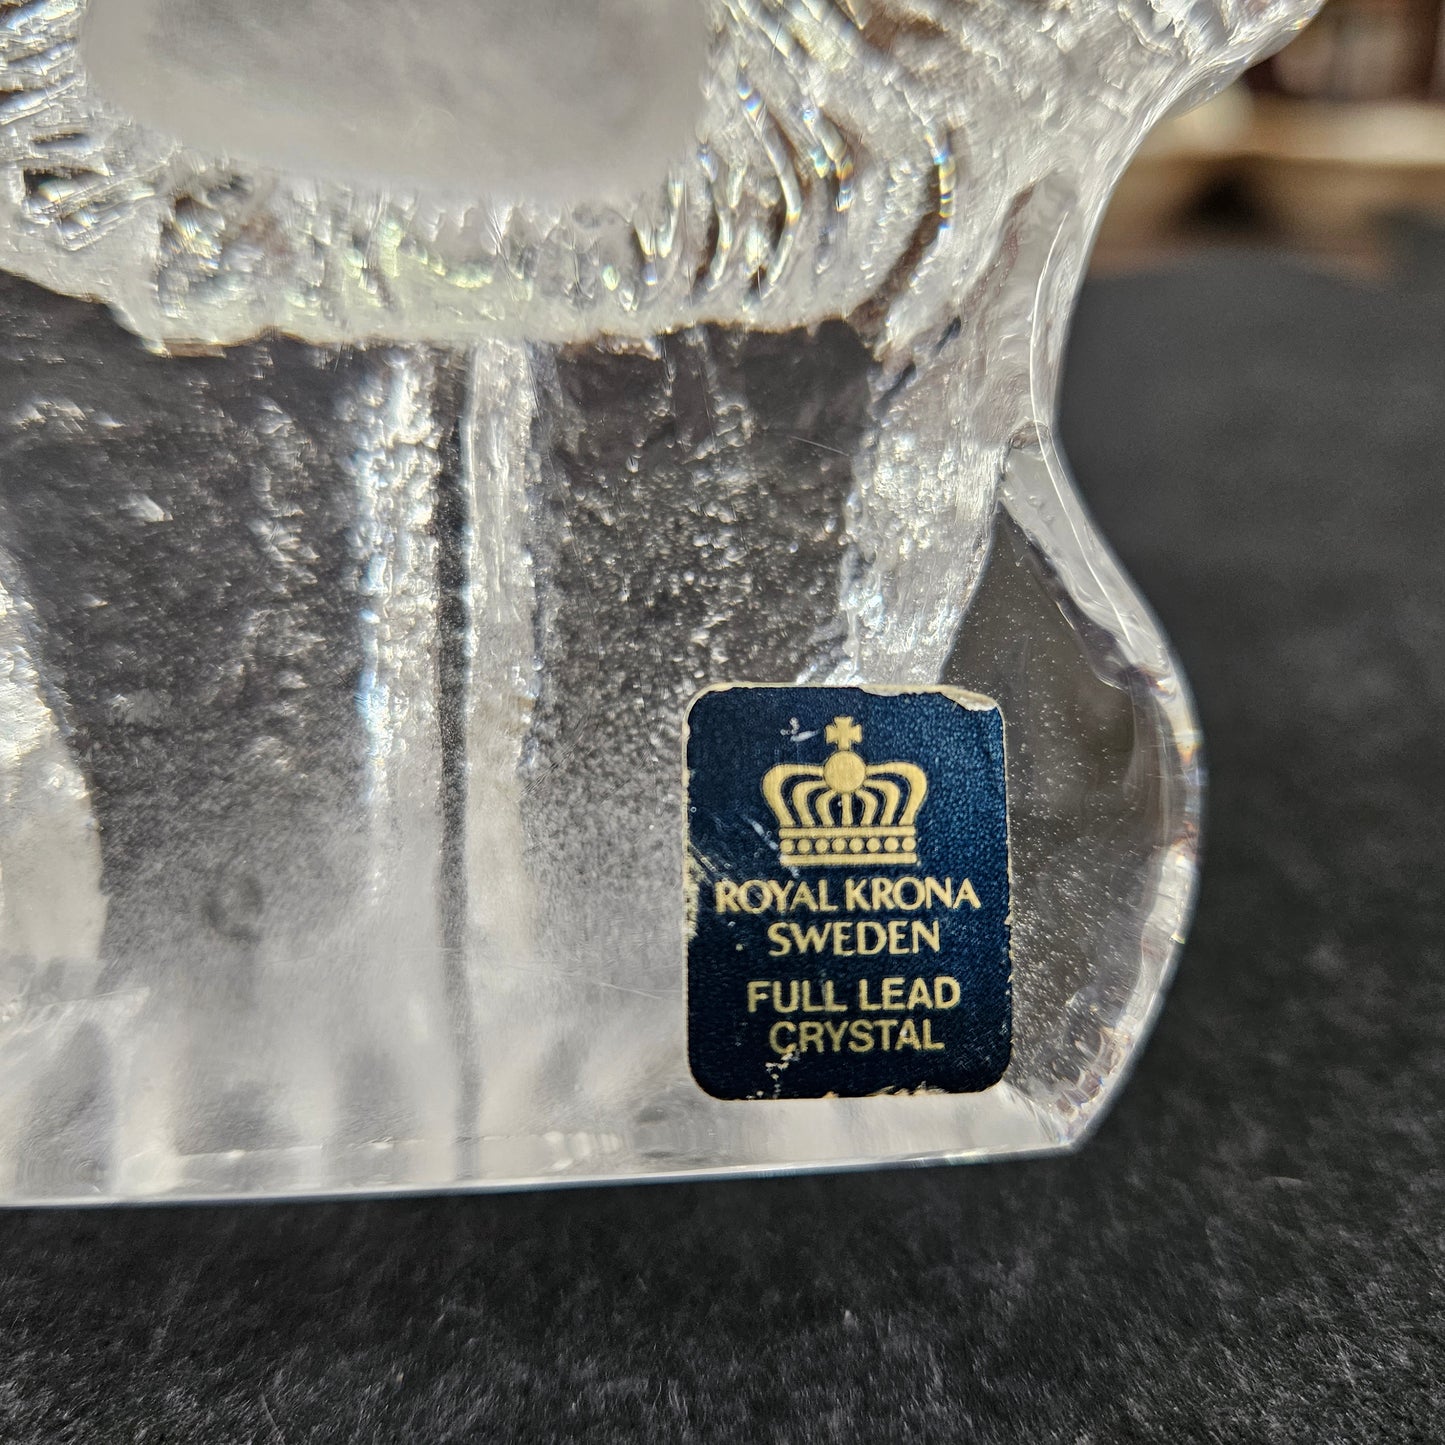 ROYAL KRONA
SWEDEN
FULL LEAD
CRYSTAL